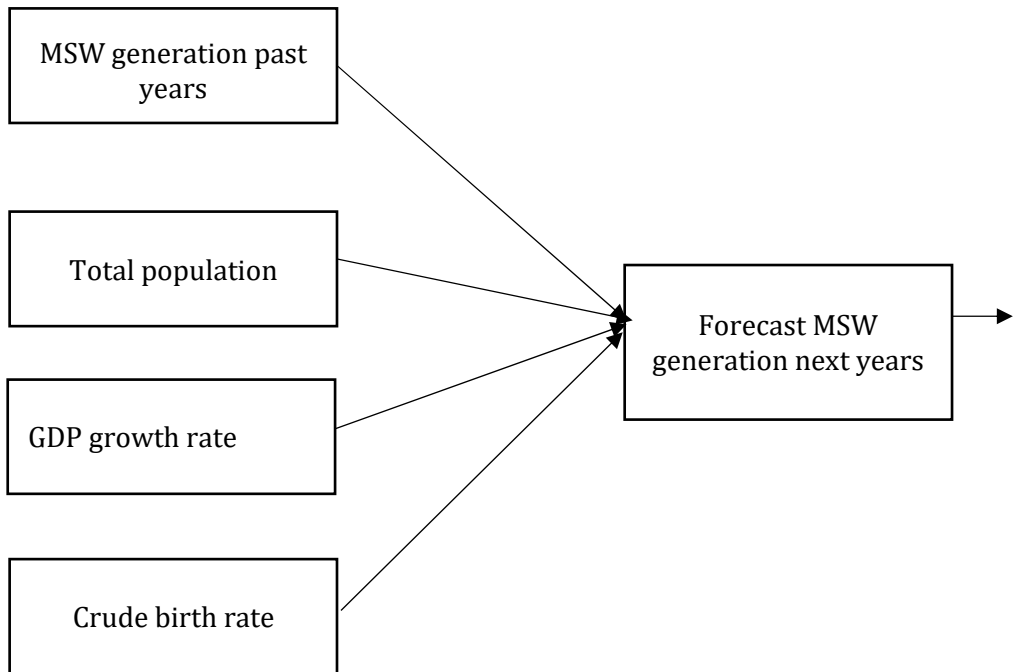 MSW generation past
years
Total population
GDP growth rate
Crude birth rate
Forecast MSW
generation next years